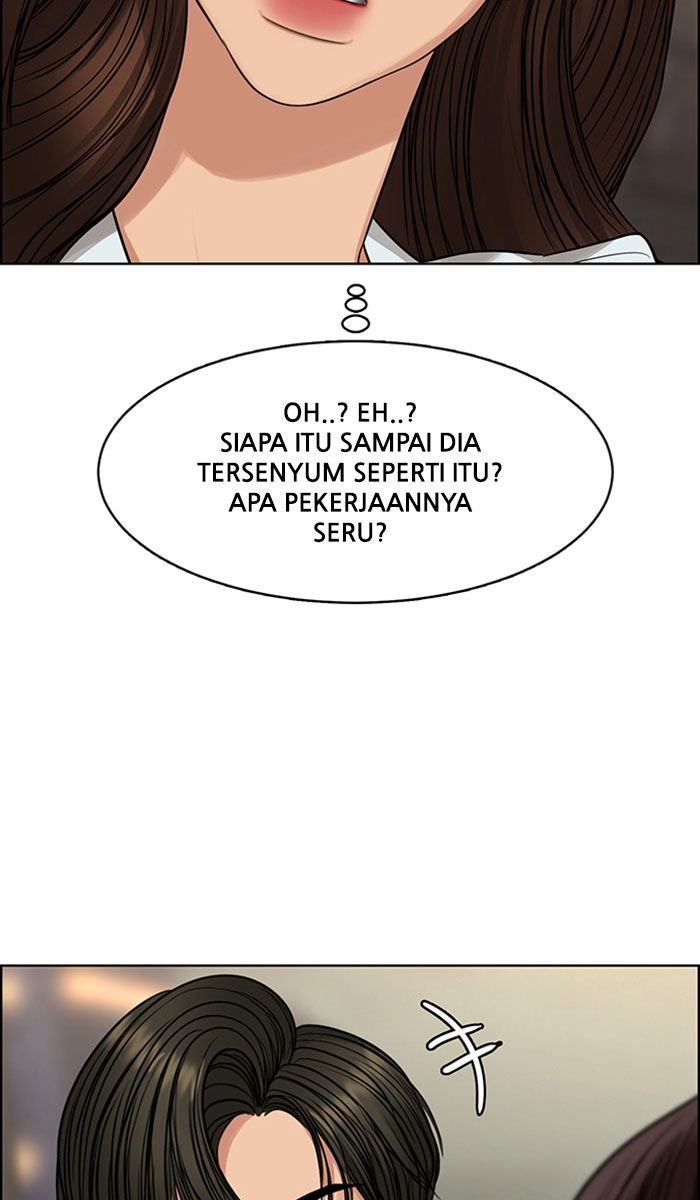 OH..? EH..?
SIAPA ITU SAMPAI DIA
TERSENYUM SEPERTI ITU?
APA PEKERJAANNYA
SERU?